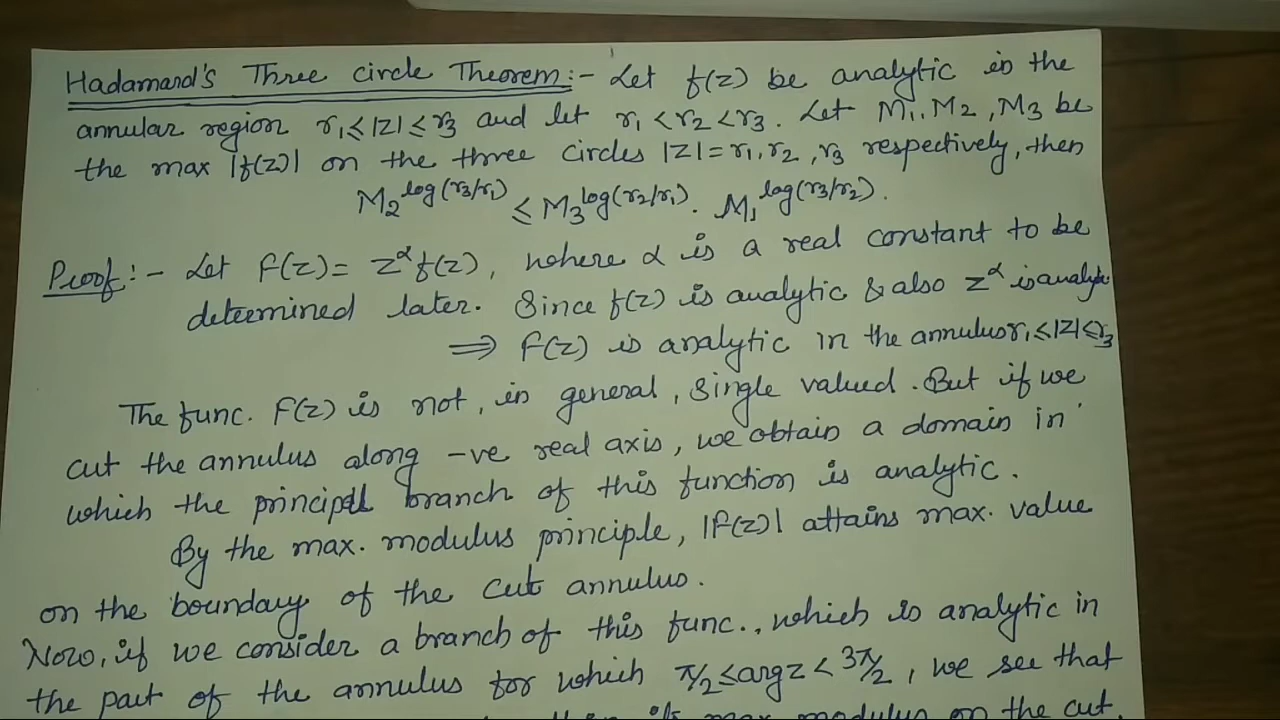 Hadamard's Three circle Theorem:- Let f(z) be analytic in the
annular region r₁≤|z|≤r₃ and let r₁<r₂<r₃. Let M₁, M₂, M₃ be
the max |f(z)| on the three circles |z|=r₁, r₂, r₃ respectively, then
M₂^log(r₃/r₁) ≤ M₃^log(r₂/r₁). M₁^log(r₃/r₂).
Proof:- Let F(z)= z^α f(z), where α is a real constant to be
determined later. Since f(z) is analytic & also z^α is analytic
⇒ F(z) is analytic in the annulus r₁≤|z|≤r₃
The func. F(z) is not, in general, single valued. But if we
cut the annulus along -ve real axis, we obtain a domain in
which the principal branch of this function is analytic.
By the max. modulus principle, |F(z)| attains max. value
on the boundary of the cut annulus.
Now, if we consider a branch of this func., which is analytic in
the part of the annulus for which π/2≤argz<3π/2, we see that
max modulus on the cut,